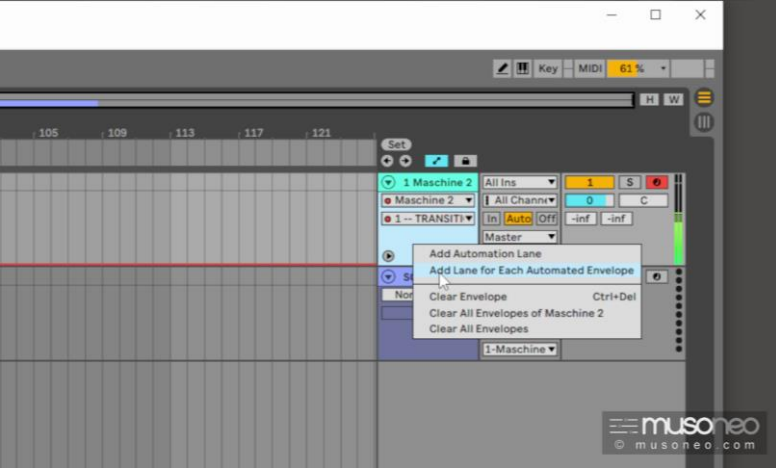 Key MIDI 61 %
H W
105 109 113 117 121
Set
1 Maschine 2 All Ins 1 S
Maschine 2 All Channe 0 C
1 -- TRANSITI In Auto Off -inf -inf
Master
Add Automation Lane
Add Lane for Each Automated Envelope
Clear Envelope Ctrl+Del
Clear All Envelopes of Maschine 2
Clear All Envelopes
1-Maschine
musoneo
© musoneo.com